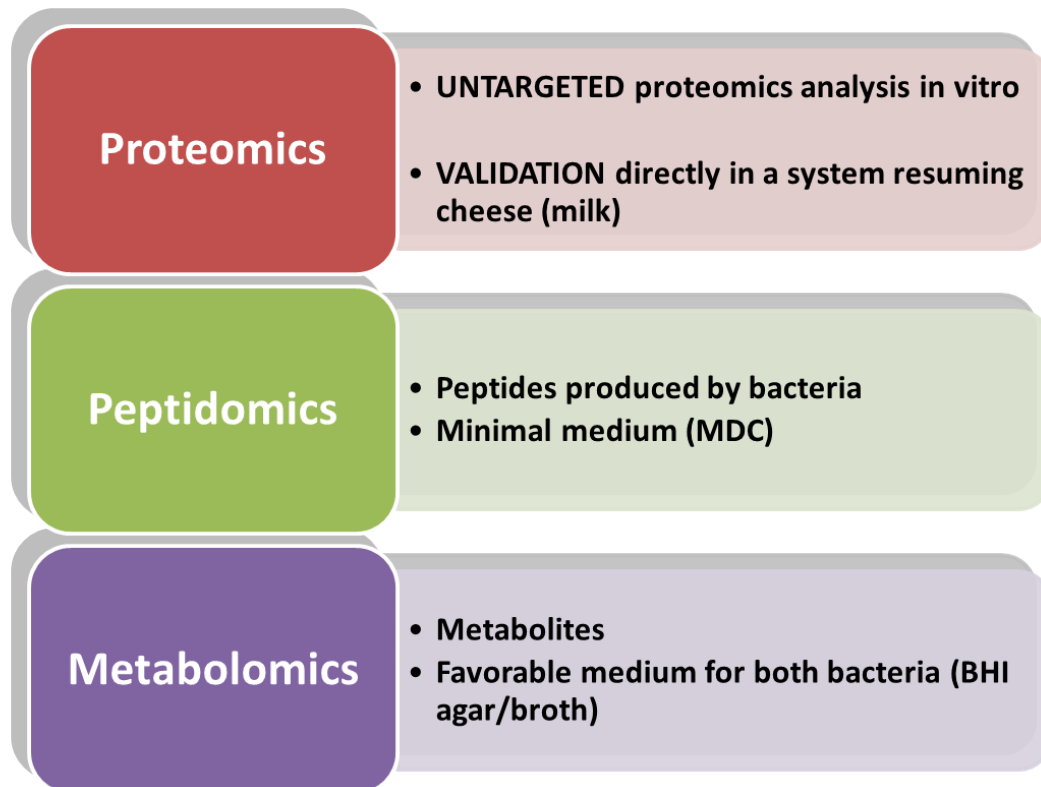 Proteomics
• UNTARGETED proteomics analysis in vitro
• VALIDATION directly in a system resuming
cheese (milk)
Peptidomics
• Peptides produced by bacteria
• Minimal medium (MDC)
Metabolomics
• Metabolites
• Favorable medium for both bacteria (BHI
agar/broth)